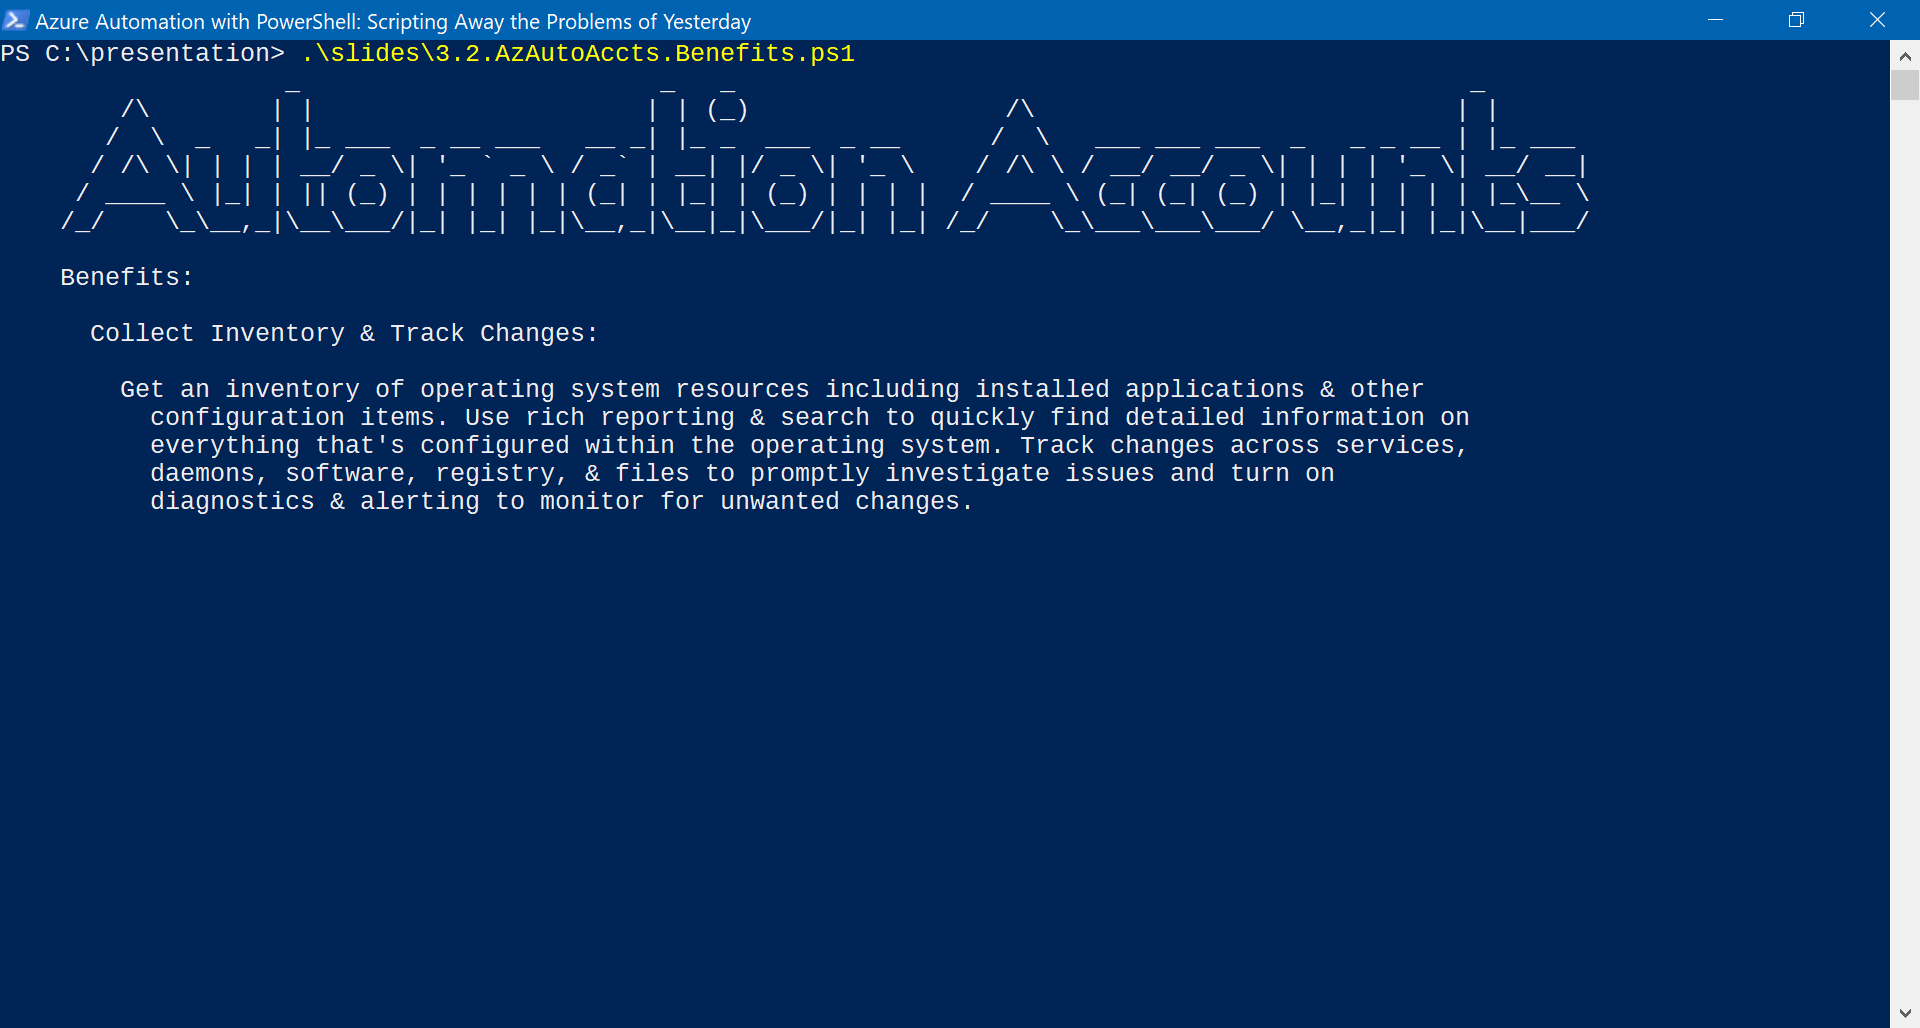 Azure Automation with PowerShell: Scripting Away the Problems of Yesterday
PS C:\presentation> .\slides\3.2.AzAutoAccts.Benefits.ps1
Automation Accounts
Benefits:
Collect Inventory & Track Changes:
Get an inventory of operating system resources including installed applications & other
configuration items. Use rich reporting & search to quickly find detailed information on
everything that's configured within the operating system. Track changes across services,
daemons, software, registry, & files to promptly investigate issues and turn on
diagnostics & alerting to monitor for unwanted changes.